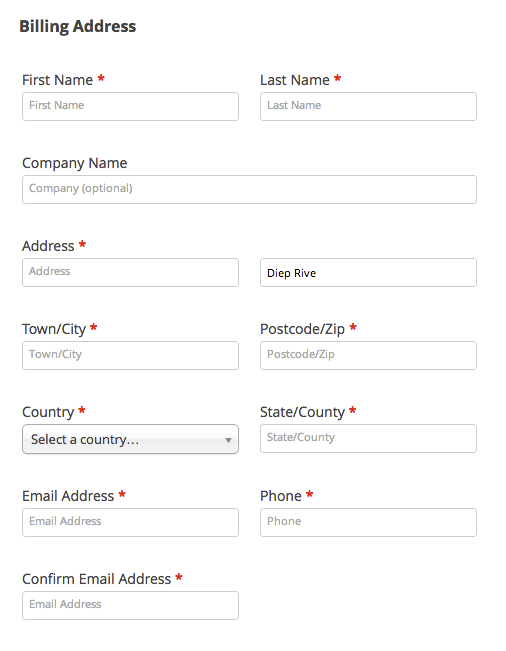 Billing Address
First Name * Last Name *
First Name Last Name
Company Name
Company (optional)
Address *
Address Diep Rive
Town/City * Postcode/Zip *
Town/City Postcode/Zip
Country * State/County *
Select a country... State/County
Email Address * Phone *
Email Address Phone
Confirm Email Address *
Email Address